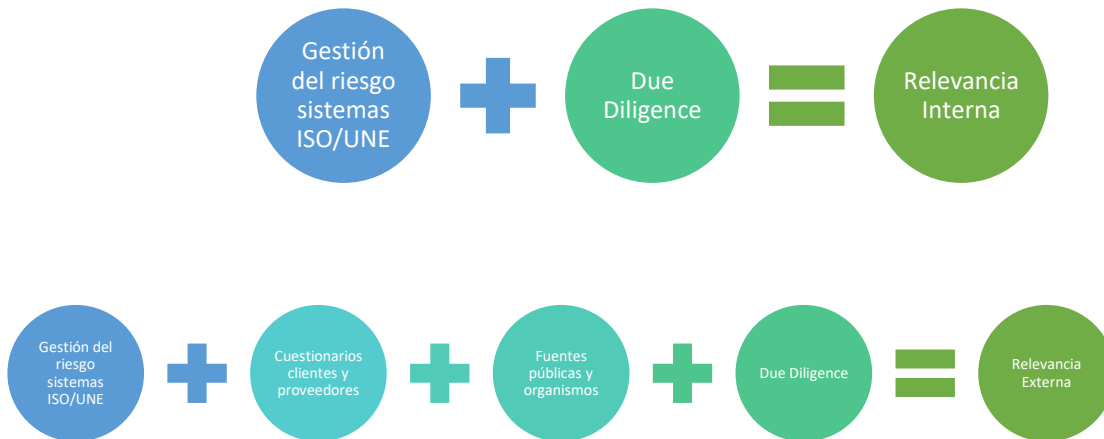 Gestión
del riesgo
sistemas
ISO/UNE
Due
Diligence
Relevancia
Interna
Gestión del
riesgo
sistemas
ISO/UNE
Cuestionarios
clientes y
proveedores
Fuentes
públicas y
organismos
Due Diligence
Relevancia
Externa